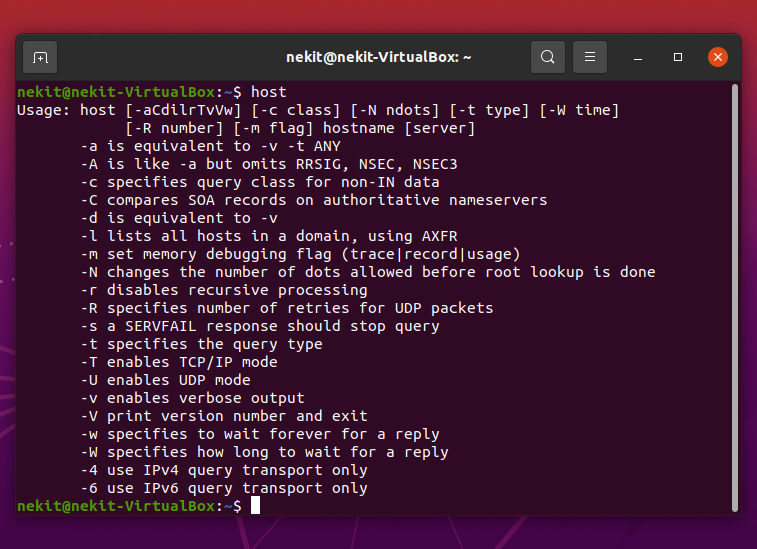 nekit@nekit-VirtualBox: ~
nekit@nekit-VirtualBox:~$ host
Usage: host [-aCdilrTvVw] [-c class] [-N ndots] [-t type] [-W time]
            [-R number] [-m flag] hostname [server]
       -a is equivalent to -v -t ANY
       -A is like -a but omits RRSIG, NSEC, NSEC3
       -c specifies query class for non-IN data
       -C compares SOA records on authoritative nameservers
       -d is equivalent to -v
       -l lists all hosts in a domain, using AXFR
       -m set memory debugging flag (trace|record|usage)
       -N changes the number of dots allowed before root lookup is done
       -r disables recursive processing
       -R specifies number of retries for UDP packets
       -s a SERVFAIL response should stop query
       -t specifies the query type
       -T enables TCP/IP mode
       -U enables UDP mode
       -v enables verbose output
       -V print version number and exit
       -w specifies to wait forever for a reply
       -W specifies how long to wait for a reply
       -4 use IPv4 query transport only
       -6 use IPv6 query transport only
nekit@nekit-VirtualBox:~$